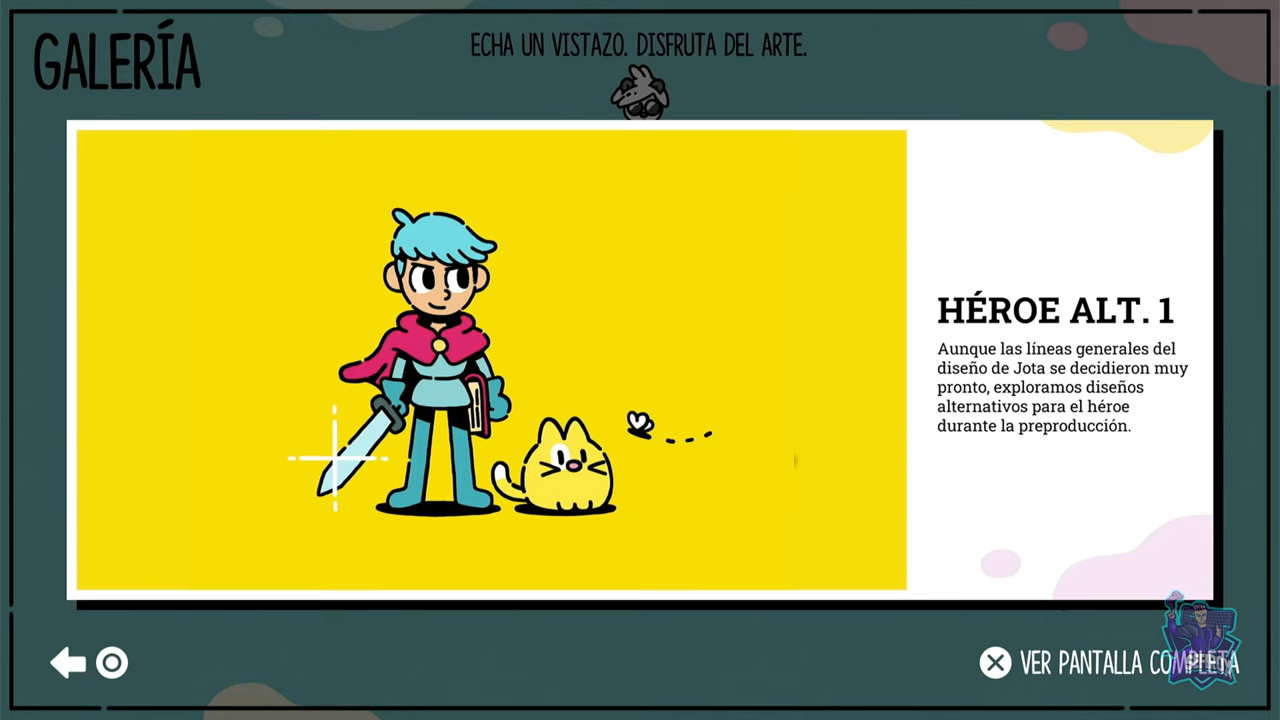 GALERÍA
ECHA UN VISTAZO. DISFRUTA DEL ARTE.
HÉROE ALT. 1
Aunque las líneas generales del
diseño de Jota se decidieron muy
pronto, exploramos diseños
alternativos para el héroe
durante la preproducción.
VER PANTALLA COMPLETA